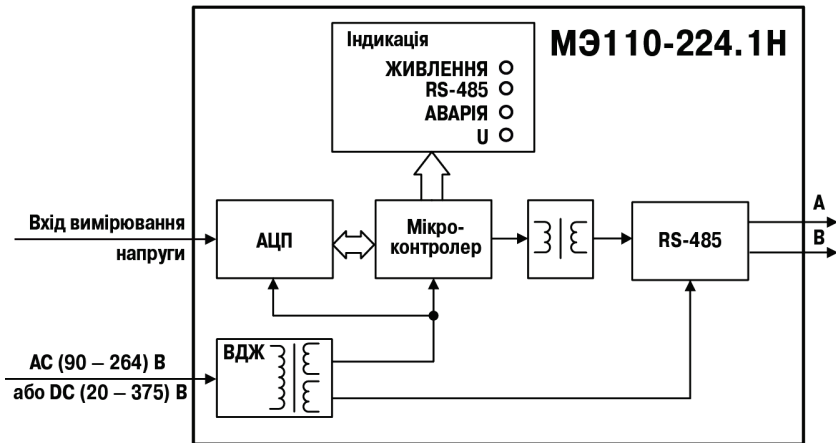 МЭ110-224.1Н
Індикація
ЖИВЛЕННЯ
RS-485
АВАРІЯ
U
Вхід вимірювання
напруги
АЦП
Мікро-
контролер
RS-485
A
B
ВДЖ
AC (90 – 264) В
або DC (20 – 375) В